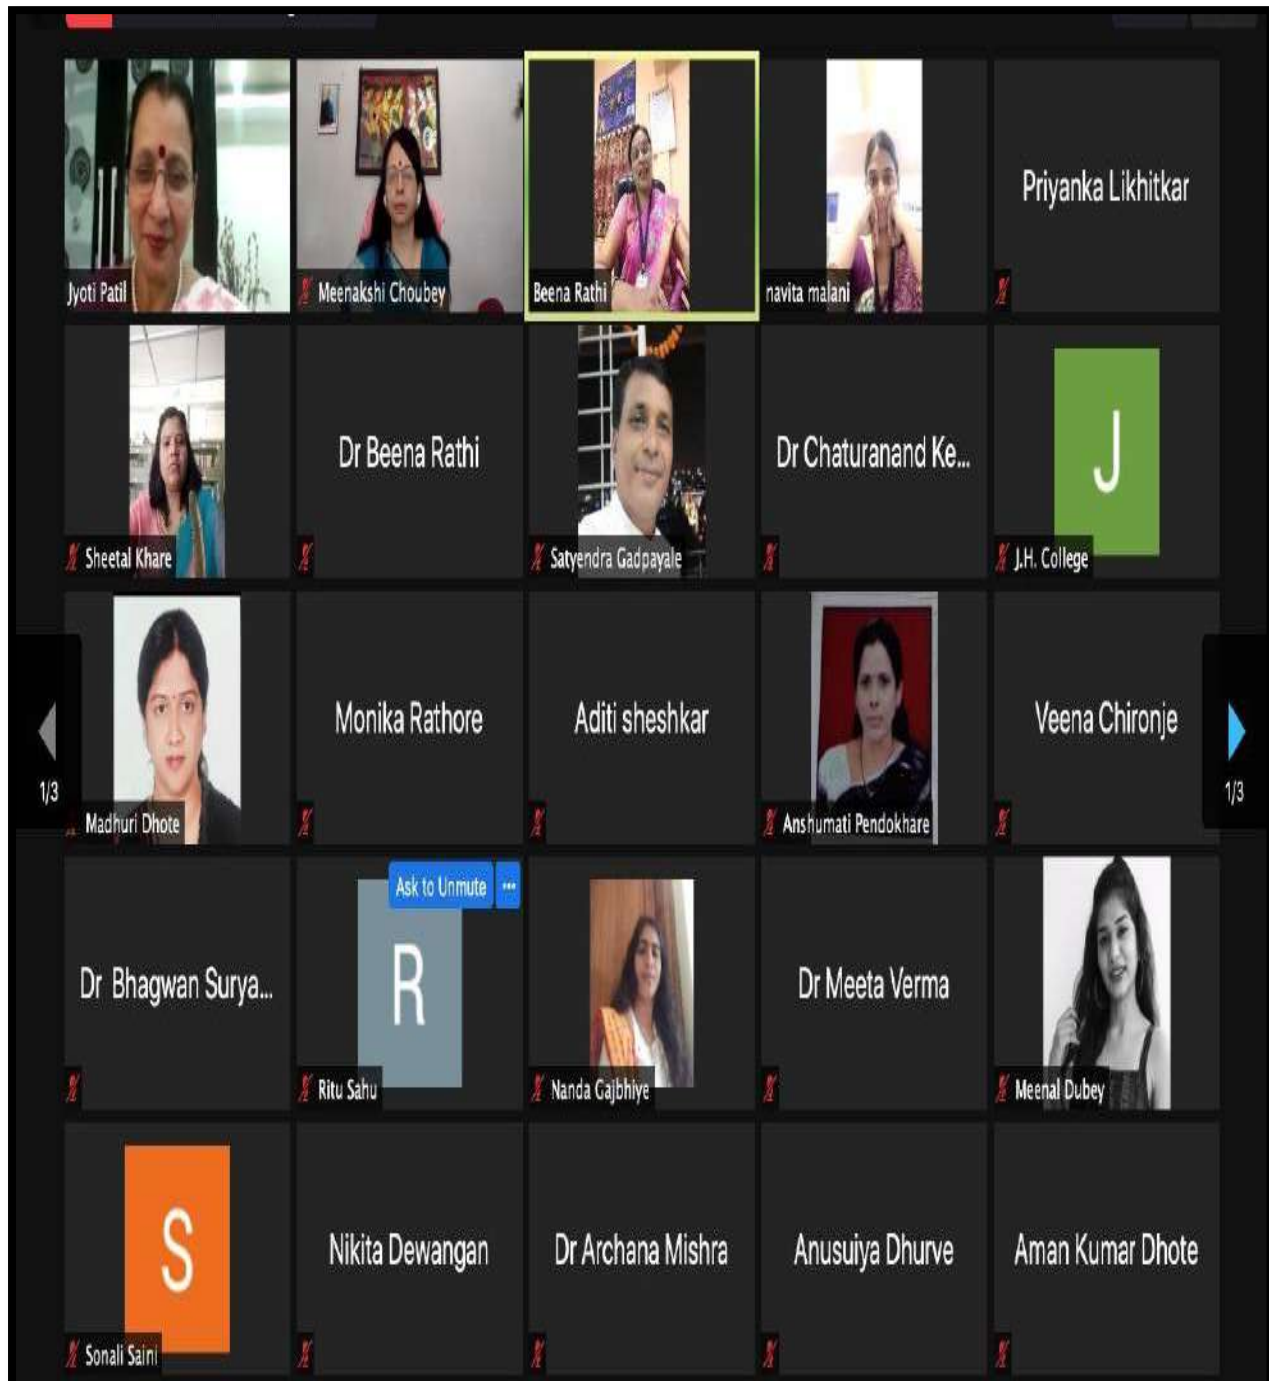 Jyoti Patil
Meenakshi Choubey
Beena Rathi
navita malani
Priyanka Likhitkar
Sheetal Khare
Dr Beena Rathi
Satyendra Gadpayale
Dr Chaturanand Ke...
J
J.H. College
Madhuri Dhote
Monika Rathore
Aditi sheshkar
Anshumati Pendokhare
Veena Chironje
1/3
1/3
Dr Bhagwan Surya...
Ask to Unmute ...
R
Ritu Sahu
Nanda Gajbhiye
Dr Meeta Verma
Meenal Dubey
S
Sonali Saini
Nikita Dewangan
Dr Archana Mishra
Anusuiya Dhurve
Aman Kumar Dhote